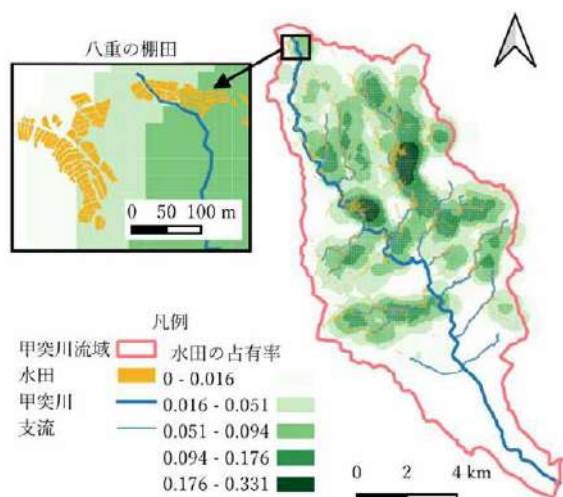 八重の棚田
0 50 100 m
凡例
甲突川流域 水田の占有率
水田 0 - 0.016
甲突川 0.016 - 0.051
支流 0.051 - 0.094
0.094 - 0.176
0.176 - 0.331
0 2 4 km